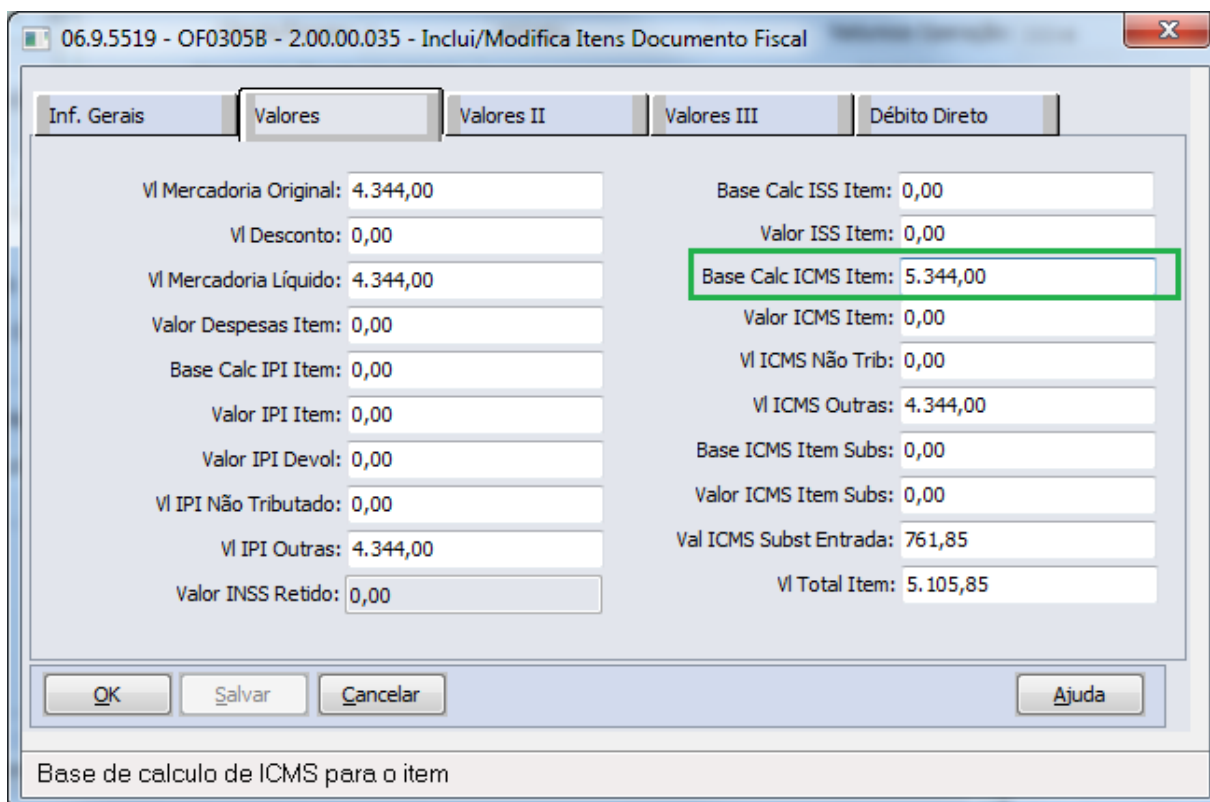 06.9.5519 - OF0305B - 2.00.00.035 - Inclui/Modifica Itens Documento Fiscal
Inf. Gerais
Valores
Valores II
Valores III
Débito Direto
Vl Mercadoria Original: 4.344,00
Vl Desconto: 0,00
Vl Mercadoria Líquido: 4.344,00
Valor Despesas Item: 0,00
Base Calc IPI Item: 0,00
Valor IPI Item: 0,00
Valor IPI Devol: 0,00
Vl IPI Não Tributado: 0,00
Vl IPI Outras: 4.344,00
Valor INSS Retido: 0,00
Base Calc ISS Item: 0,00
Valor ISS Item: 0,00
Base Calc ICMS Item: 5.344,00
Valor ICMS Item: 0,00
Vl ICMS Não Trib: 0,00
Vl ICMS Outras: 4.344,00
Base ICMS Item Subs: 0,00
Valor ICMS Item Subs: 0,00
Val ICMS Subst Entrada: 761,85
Vl Total Item: 5.105,85
OK
Salvar
Cancelar
Ajuda
Base de calculo de ICMS para o item